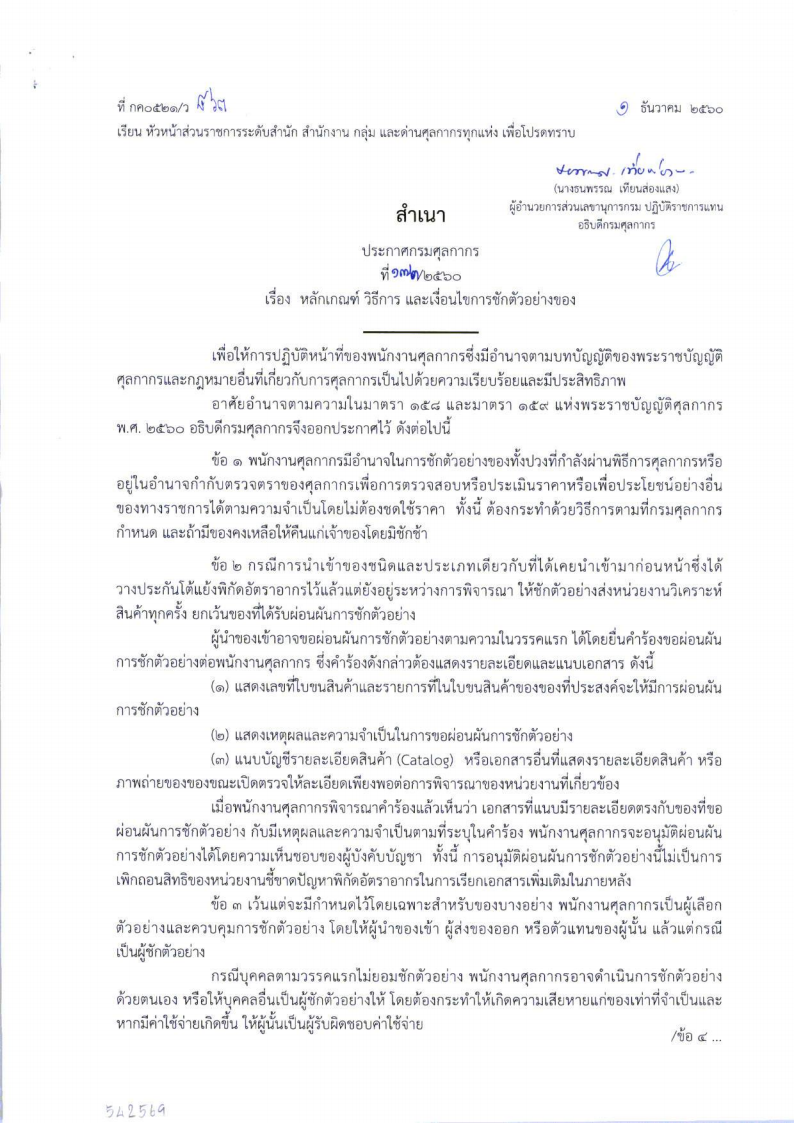 ที่ กค๐๕๒๑/ว
๑ ธันวาคม ๒๕๖๐
เรียน หัวหน้าส่วนราชการระดับสำนัก สำนักงาน กลุ่ม และด่านศุลกากรทุกแห่ง เพื่อโปรดทราบ
(นางธนพรรณ เทียนส่องแสง)
ผู้อำนวยการส่วนเลขานุการกรม ปฏิบัติราชการแทน
อธิบดีกรมศุลกากร
สำเนา
ประกาศกรมศุลกากร
ที่ /๒๕๖๐
เรื่อง หลักเกณฑ์ วิธีการ และเงื่อนไขการชักตัวอย่างของ
เพื่อให้การปฏิบัติหน้าที่ของพนักงานศุลกากรซึ่งมีอำนาจตามบทบัญญัติของพระราชบัญญัติ
ศุลกากรและกฎหมายอื่นที่เกี่ยวกับการศุลกากรเป็นไปด้วยความเรียบร้อยและมีประสิทธิภาพ
อาศัยอำนาจตามความในมาตรา ๑๕๘ และมาตรา ๑๕๙ แห่งพระราชบัญญัติศุลกากร
พ.ศ. ๒๕๖๐ อธิบดีกรมศุลกากรจึงออกประกาศไว้ ดังต่อไปนี้
ข้อ ๑ พนักงานศุลกากรมีอำนาจในการชักตัวอย่างของทั้งปวงที่กำลังผ่านพิธีการศุลกากรหรือ
อยู่ในอำนาจกำกับตรวจตราของศุลกากรเพื่อการตรวจสอบหรือประเมินราคาหรือเพื่อประโยชน์อย่างอื่น
ของทางราชการได้ตามความจำเป็นโดยไม่ต้องชดใช้ราคา ทั้งนี้ ต้องกระทำด้วยวิธีการตามที่กรมศุลกากร
กำหนด และถ้ามีของคงเหลือให้คืนแก่เจ้าของโดยมิชักช้า
ข้อ ๒ กรณีการนำเข้าของชนิดและประเภทเดียวกับที่ได้เคยนำเข้ามาก่อนหน้าซึ่งได้
วางประกันโต้แย้งพิกัดอัตราอากรไว้แล้วแต่ยังอยู่ระหว่างการพิจารณา ให้ชักตัวอย่างส่งหน่วยงานวิเคราะห์
สินค้าทุกครั้ง ยกเว้นของที่ได้รับผ่อนผันการชักตัวอย่าง
ผู้นำของเข้าอาจขอผ่อนผันการชักตัวอย่างตามความในวรรคแรก ได้โดยยื่นคำร้องขอผ่อนผัน
การชักตัวอย่างต่อพนักงานศุลกากร ซึ่งคำร้องดังกล่าวต้องแสดงรายละเอียดและแนบเอกสาร ดังนี้
(๑) แสดงเลขที่ใบขนสินค้าและรายการที่ในใบขนสินค้าของของที่ประสงค์จะให้มีการผ่อนผัน
การชักตัวอย่าง
(๒) แสดงเหตุผลและความจำเป็นในการขอผ่อนผันการชักตัวอย่าง
(๓) แนบบัญชีรายละเอียดสินค้า (Catalog) หรือเอกสารอื่นที่แสดงรายละเอียดสินค้า หรือ
ภาพถ่ายของของขณะเปิดตรวจให้ละเอียดเพียงพอต่อการพิจารณาของหน่วยงานที่เกี่ยวข้อง
เมื่อพนักงานศุลกากรพิจารณาคำร้องแล้วเห็นว่า เอกสารที่แนบมีรายละเอียดตรงกับของที่ขอ
ผ่อนผันการชักตัวอย่าง กับมีเหตุผลและความจำเป็นตามที่ระบุในคำร้อง พนักงานศุลกากรจะอนุมัติผ่อนผัน
การชักตัวอย่างได้โดยความเห็นชอบของผู้บังคับบัญชา ทั้งนี้ การอนุมัติผ่อนผันการชักตัวอย่างนี้ไม่เป็นการ
เพิกถอนสิทธิของหน่วยงานชี้ขาดปัญหาพิกัดอัตราอากรในการเรียกเอกสารเพิ่มเติมในภายหลัง
ข้อ ๓ เว้นแต่จะมีกำหนดไว้โดยเฉพาะสำหรับของบางอย่าง พนักงานศุลกากรเป็นผู้เลือก
ตัวอย่างและควบคุมการชักตัวอย่าง โดยให้ผู้นำของเข้า ผู้ส่งของออก หรือตัวแทนของผู้นั้น แล้วแต่กรณี
เป็นผู้ชักตัวอย่าง
กรณีบุคคลตามวรรคแรกไม่ยอมชักตัวอย่าง พนักงานศุลกากรอาจดำเนินการชักตัวอย่าง
ด้วยตนเอง หรือให้บุคคลอื่นเป็นผู้ชักตัวอย่างให้ โดยต้องกระทำให้เกิดความเสียหายแก่ของเท่าที่จำเป็นและ
หากมีค่าใช้จ่ายเกิดขึ้น ให้ผู้นั้นเป็นผู้รับผิดชอบค่าใช้จ่าย
/ข้อ ๔ ...
542569